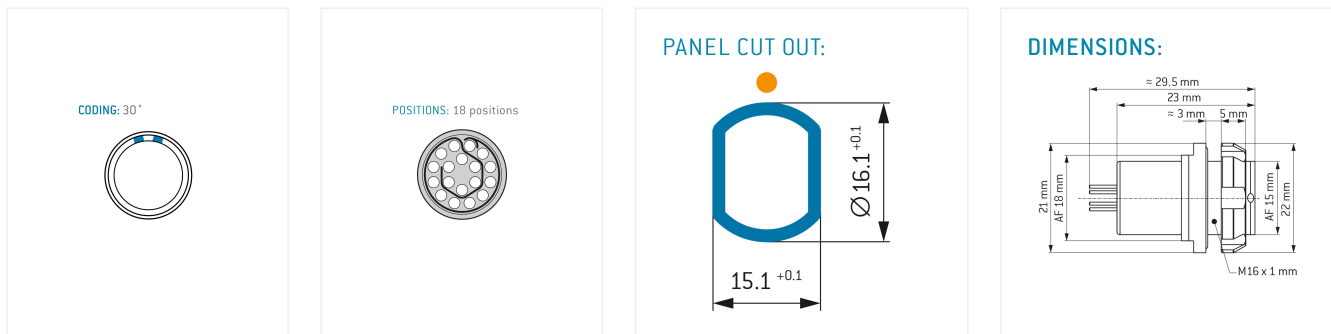 CODING: 30°
POSITIONS: 18 positions
PANEL CUT OUT:
Ø16.1 +0.1
15.1 +0.1
DIMENSIONS:
≈ 29.5 mm
23 mm
≈ 3 mm
5 mm
21 mm
AF 18 mm
AF 15 mm
22 mm
M16 x 1 mm